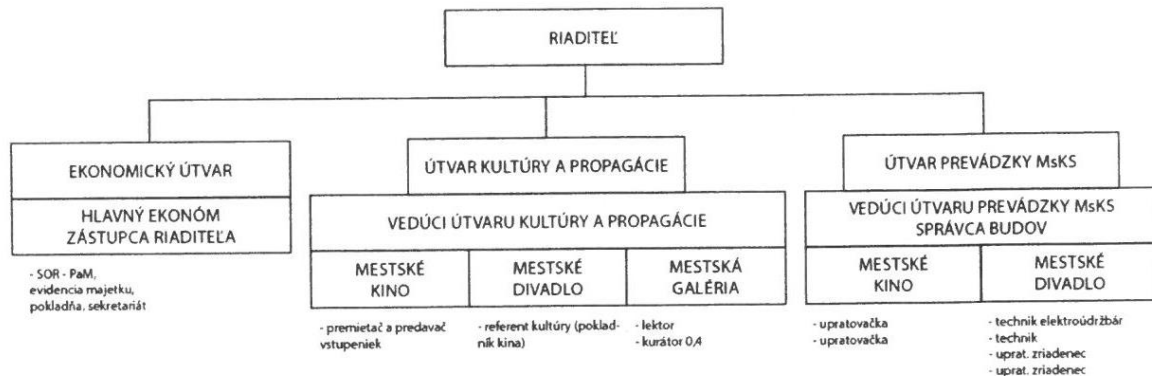 RIADITEĽ
EKONOMICKÝ ÚTVAR
HLAVNÝ EKONÓM
ZÁSTUPCA RIADITEĽA
- SOR - PaM,
evidencia majetku,
pokladňa, sekretariát
ÚTVAR KULTÚRY A PROPAGÁCIE
VEDÚCI ÚTVARU KULTÚRY A PROPAGÁCIE
MESTSKÉ
KINO
- premietač a predavač
vstupeniek
MESTSKÉ
DIVADLO
- referent kultúry (poklad-
ník kina)
MESTSKÁ
GALÉRIA
- lektor
- kurátor 0,4
ÚTVAR PREVÁDZKY MsKS
VEDÚCI ÚTVARU PREVÁDZKY MsKS
SPRÁVCA BUDOV
MESTSKÉ
KINO
- upratovačka
- upratovačka
MESTSKÉ
DIVADLO
- technik elektroúdržbár
- technik
- uprat. zriadenec
- uprat. zriadenec